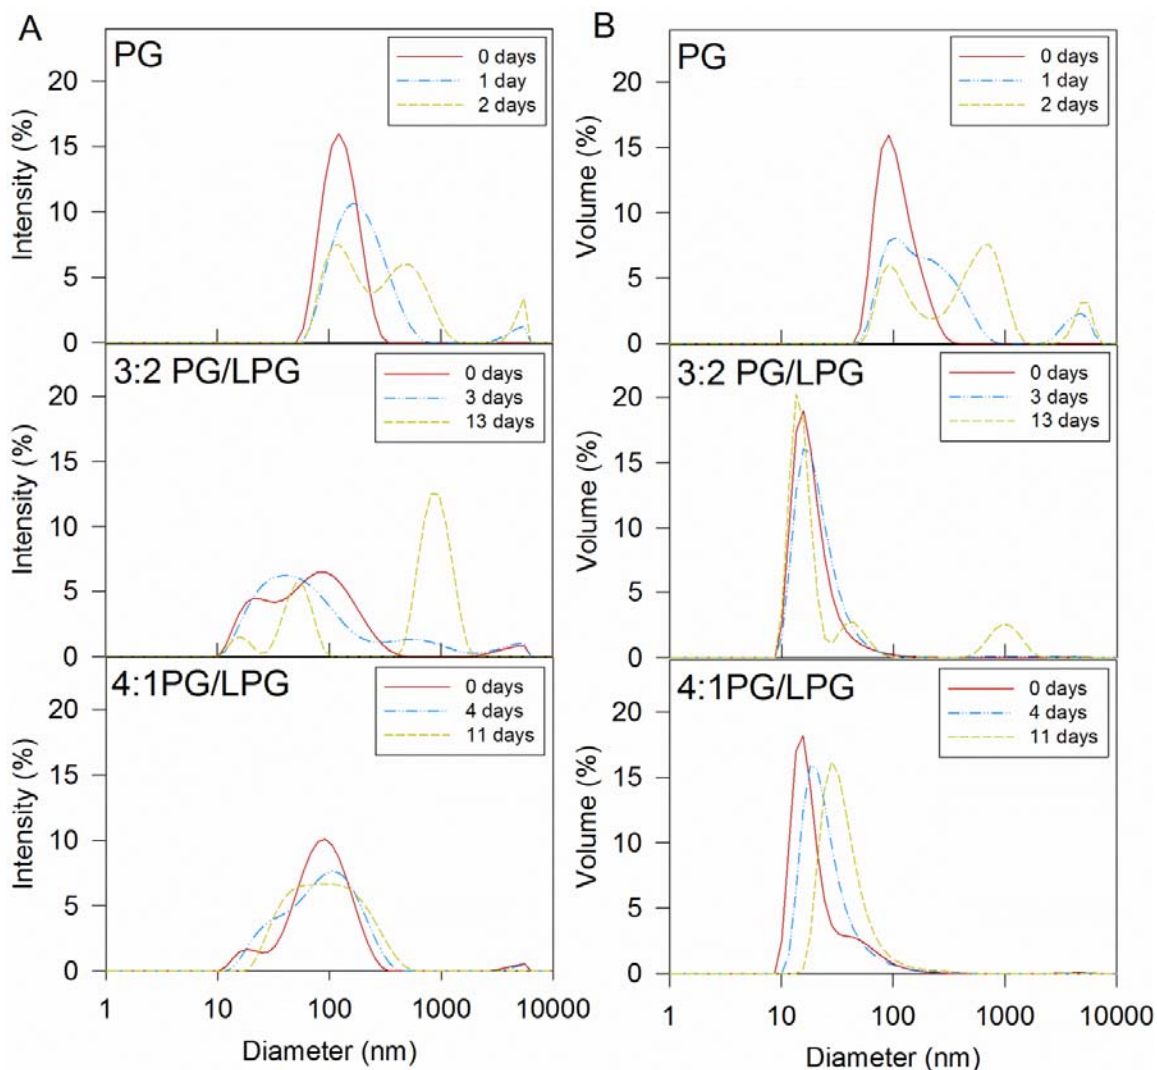 A
PG
0 days
1 day
2 days
20
15
10
5
0
Intensity (%)
3:2 PG/LPG
0 days
3 days
13 days
20
15
10
5
0
Intensity (%)
4:1PG/LPG
0 days
4 days
11 days
20
15
10
5
0
Intensity (%)
1
10
100
1000
10000
Diameter (nm)
B
PG
0 days
1 day
2 days
20
15
10
5
0
Volume (%)
3:2 PG/LPG
0 days
3 days
13 days
20
15
10
5
0
Volume (%)
4:1PG/LPG
0 days
4 days
11 days
20
15
10
5
0
Volume (%)
1
10
100
1000
10000
Diameter (nm)